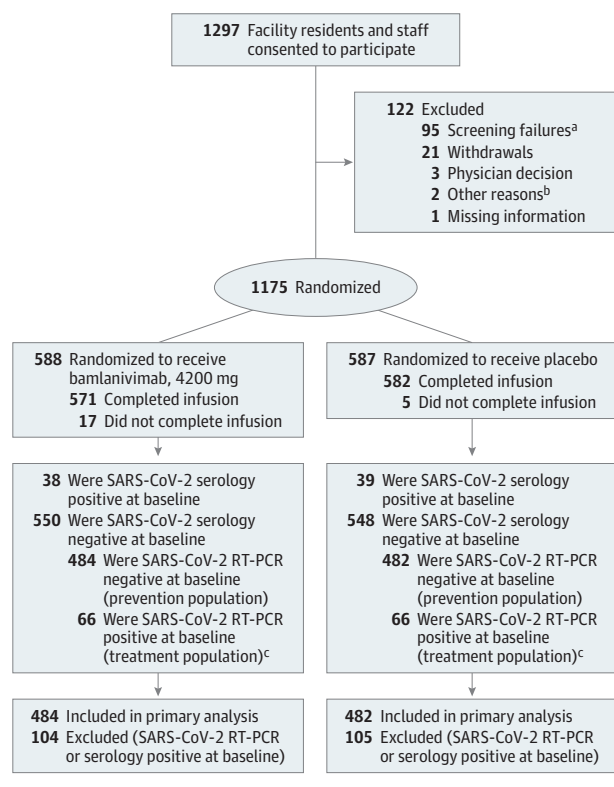 1297 Facility residents and staff
consented to participate
122 Excluded
95 Screening failuresa
21 Withdrawals
3 Physician decision
2 Other reasonsb
1 Missing information
1175 Randomized
588 Randomized to receive
bamlanivimab, 4200 mg
571 Completed infusion
17 Did not complete infusion
587 Randomized to receive placebo
582 Completed infusion
5 Did not complete infusion
38 Were SARS-CoV-2 serology
positive at baseline
550 Were SARS-CoV-2 serology
negative at baseline
484 Were SARS-CoV-2 RT-PCR
negative at baseline
(prevention population)
66 Were SARS-CoV-2 RT-PCR
positive at baseline
(treatment population)c
39 Were SARS-CoV-2 serology
positive at baseline
548 Were SARS-CoV-2 serology
negative at baseline
482 Were SARS-CoV-2 RT-PCR
negative at baseline
(prevention population)
66 Were SARS-CoV-2 RT-PCR
positive at baseline
(treatment population)c
484 Included in primary analysis
104 Excluded (SARS-CoV-2 RT-PCR
or serology positive at baseline)
482 Included in primary analysis
105 Excluded (SARS-CoV-2 RT-PCR
or serology positive at baseline)